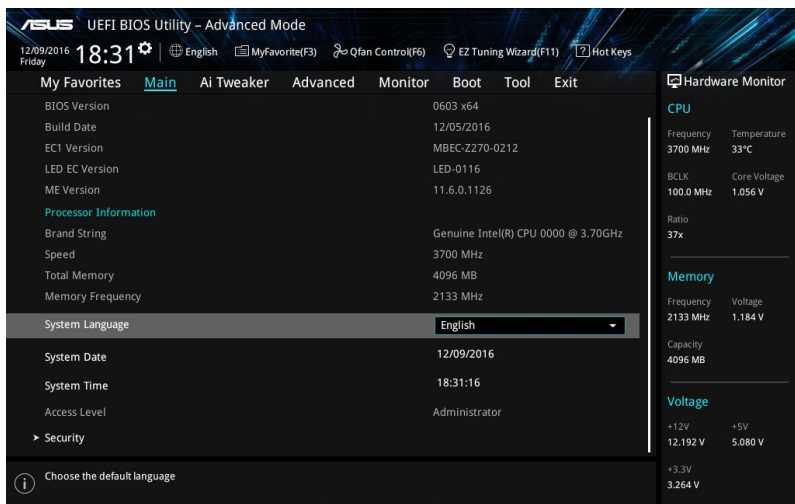 ASUS UEFI BIOS Utility – Advanced Mode
12/09/2016 Friday 18:31 English MyFavorite(F3) Qfan Control(F6) EZ Tuning Wizard(F11) ? Hot Keys
My Favorites Main Ai Tweaker Advanced Monitor Boot Tool Exit
BIOS Version 0603 x64
Build Date 12/05/2016
EC1 Version MBEC-Z270-0212
LED EC Version LED-0116
ME Version 11.6.0.1126
Processor Information
Brand String Genuine Intel(R) CPU 0000 @ 3.70GHz
Speed 3700 MHz
Total Memory 4096 MB
Memory Frequency 2133 MHz
System Language English
System Date 12/09/2016
System Time 18:31:16
Access Level Administrator
Security
i Choose the default language
Hardware Monitor
CPU
Frequency Temperature
3700 MHz 33°C
BCLK Core Voltage
100.0 MHz 1.056 V
Ratio
37x
Memory
Frequency Voltage
2133 MHz 1.184 V
Capacity
4096 MB
Voltage
+12V +5V
12.192 V 5.080 V
+3.3V
3.264 V